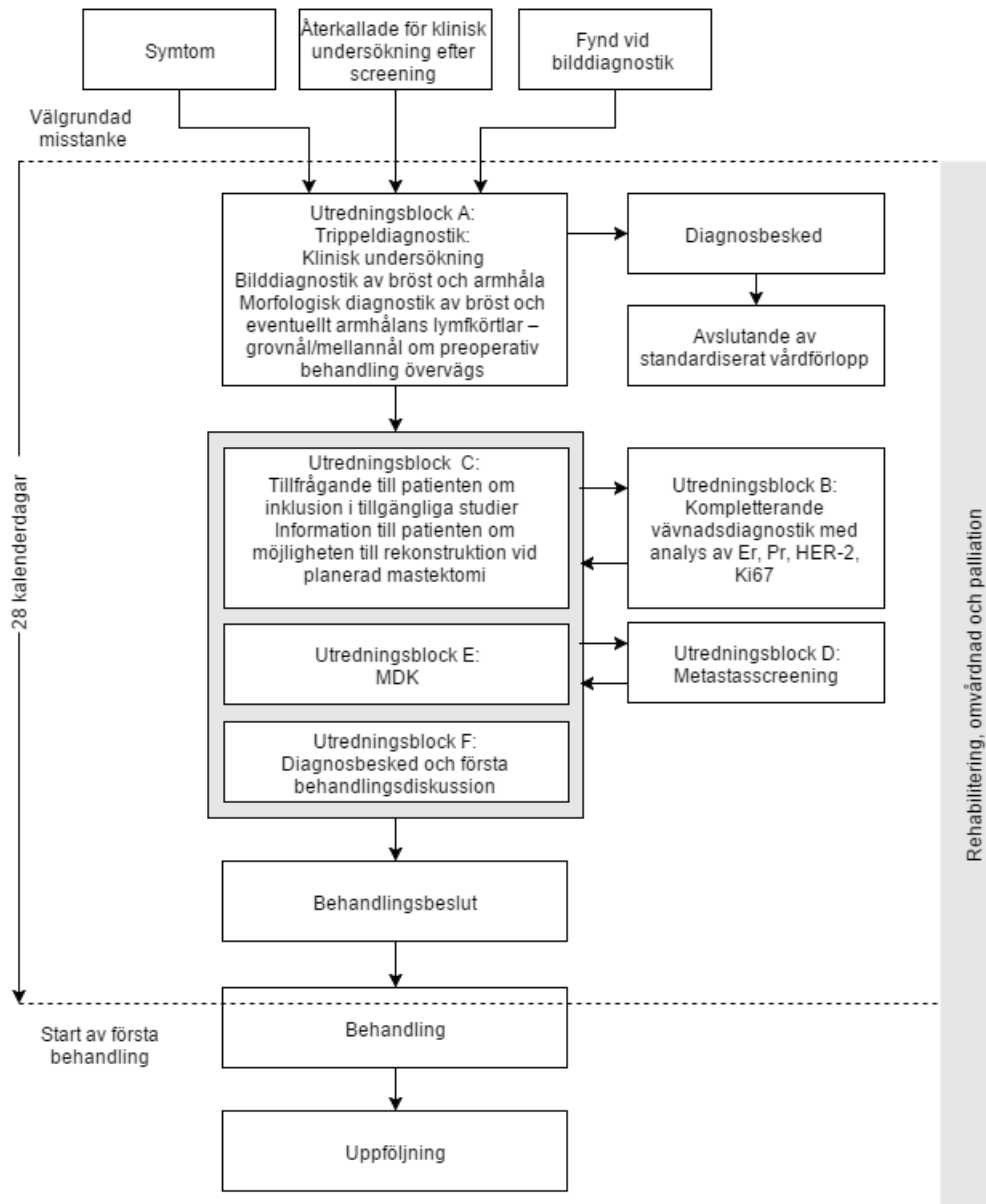 Symtom
Återkallade för klinisk
undersökning efter
screening
Fynd vid
bilddiagnostik
Välgrundad
misstanke
Utredningsblock A:
Trippeldiagnostik:
Klinisk undersökning
Bilddiagnostik av bröst och armhåla
Morfologisk diagnostik av bröst och
eventuellt armhålans lymfkörtlar –
grovnål/mellannål om preoperativ
behandling övervägs
Diagnosbesked
Avslutande av
standardiserat vårdförlopp
28 kalenderdagar
Utredningsblock C:
Tillfrågande till patienten om
inklusion i tillgängliga studier
Information till patienten om
möjligheten till rekonstruktion vid
planerad mastektomi
Utredningsblock B:
Kompletterande
vävnadsdiagnostik med
analys av Er, Pr, HER-2,
Ki67
Utredningsblock E:
MDK
Utredningsblock D:
Metastasscreening
Utredningsblock F:
Diagnosbesked och första
behandlingsdiskussion
Behandlingsbeslut
Start av första
behandling
Behandling
Uppföljning
Rehabilitering, omvårdnad och palliation